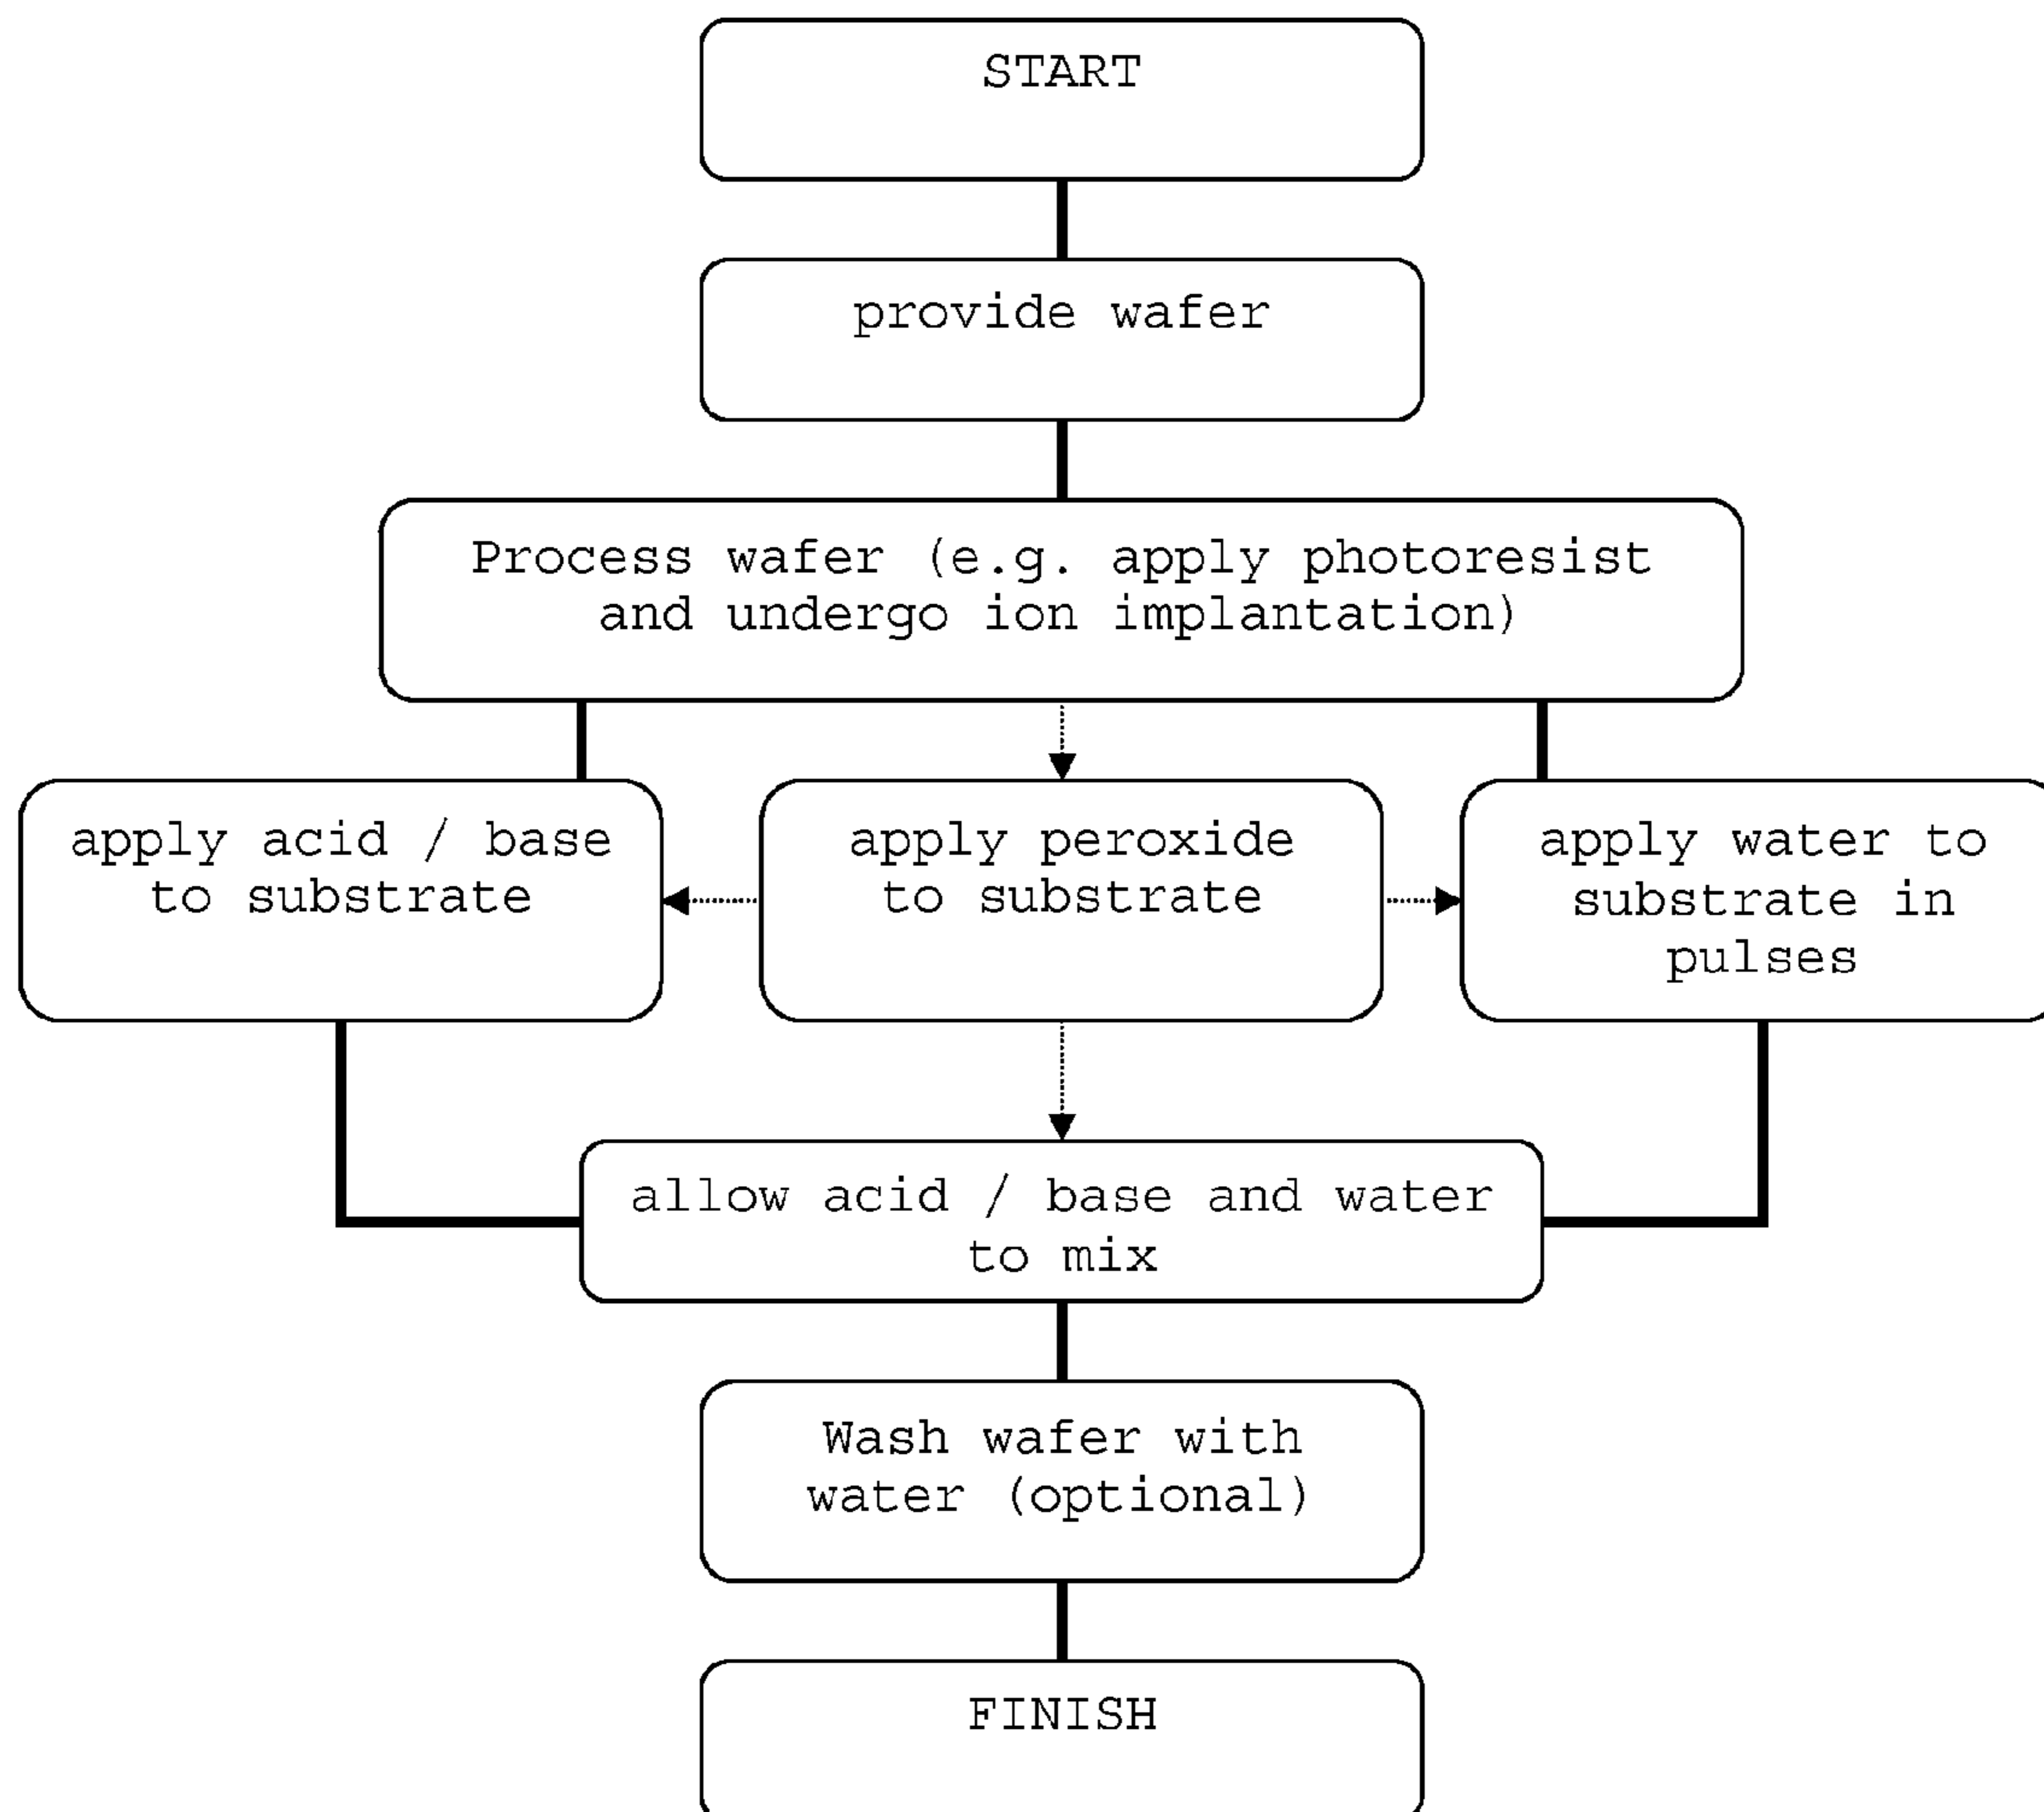 START
provide wafer
Process wafer (e.g. apply photoresist
and undergo ion implantation)
apply acid / base
to substrate
apply peroxide
to substrate
apply water to
substrate in
pulses
allow acid / base and water
to mix
Wash wafer with
water (optional)
FINISH